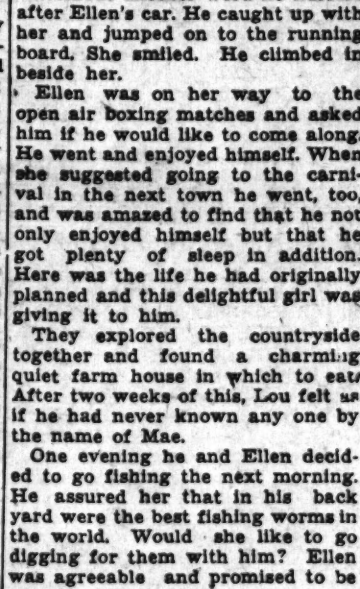 after Ellen's car. He caught up with
her and jumped on to the running
board. She smiled. He climbed in
beside her.
Ellen was on her way to the
open air boxing matches and asked
him if he would like to come along.
He went and enjoyed himself. When
she suggested going to the carni-
val in the next town he went, too,
and was amazed to find that he not
only enjoyed himself but that he
got plenty of sleep in addition.
Here was the life he had originally
planned and this delightful girl was
giving it to him.
They explored the countryside
together and found a charming
quiet farm house in which to eat.
After two weeks of this, Lou felt as
if he had never known any one by
the name of Mae.
One evening he and Ellen decid-
ed to go fishing the next morning.
He assured her that in his back
yard were the best fishing worms in
the world. Would she like to go
digging for them with him? Ellen
was agreeable and promised to be